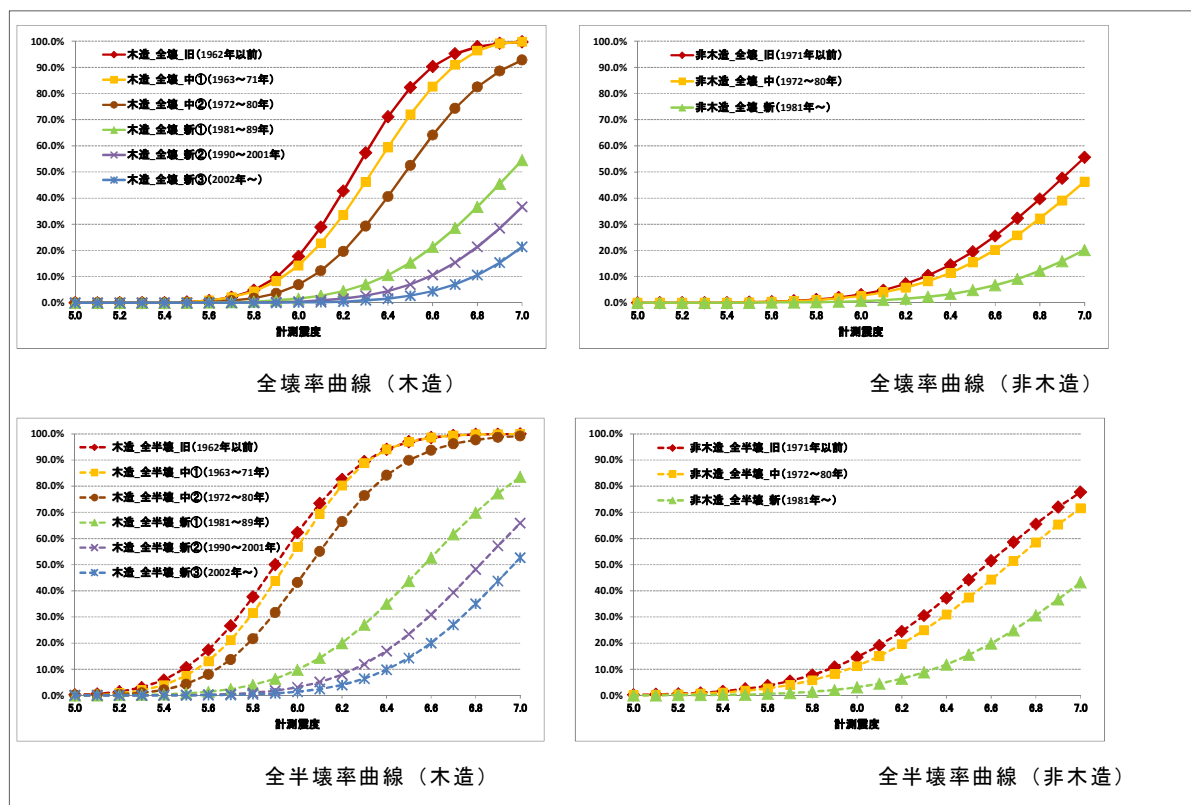 100.0%
90.0%
80.0%
70.0%
60.0%
50.0%
40.0%
30.0%
20.0%
10.0%
0.0%
木造_全壊_旧(1962年以前)
木造_全壊_中①(1963～71年)
木造_全壊_中②(1972～80年)
木造_全壊_新①(1981～89年)
木造_全壊_新②(1990～2001年)
木造_全壊_新③(2002年～)
5.0 5.2 5.4 5.6 5.8 6.0 6.2 6.4 6.6 6.8 7.0
計測震度
全壊率曲線（木造）
100.0%
90.0%
80.0%
70.0%
60.0%
50.0%
40.0%
30.0%
20.0%
10.0%
0.0%
非木造_全壊_旧(1971年以前)
非木造_全壊_中(1972～80年)
非木造_全壊_新(1981年～)
5.0 5.2 5.4 5.6 5.8 6.0 6.2 6.4 6.6 6.8 7.0
計測震度
全壊率曲線（非木造）
100.0%
90.0%
80.0%
70.0%
60.0%
50.0%
40.0%
30.0%
20.0%
10.0%
0.0%
木造_全半壊_旧(1962年以前)
木造_全半壊_中①(1963～71年)
木造_全半壊_中②(1972～80年)
木造_全半壊_新①(1981～89年)
木造_全半壊_新②(1990～2001年)
木造_全半壊_新③(2002年～)
5.0 5.2 5.4 5.6 5.8 6.0 6.2 6.4 6.6 6.8 7.0
計測震度
全半壊率曲線（木造）
100.0%
90.0%
80.0%
70.0%
60.0%
50.0%
40.0%
30.0%
20.0%
10.0%
0.0%
非木造_全半壊_旧(1971年以前)
非木造_全半壊_中(1972～80年)
非木造_全半壊_新(1981年～)
5.0 5.2 5.4 5.6 5.8 6.0 6.2 6.4 6.6 6.8 7.0
計測震度
全半壊率曲線（非木造）